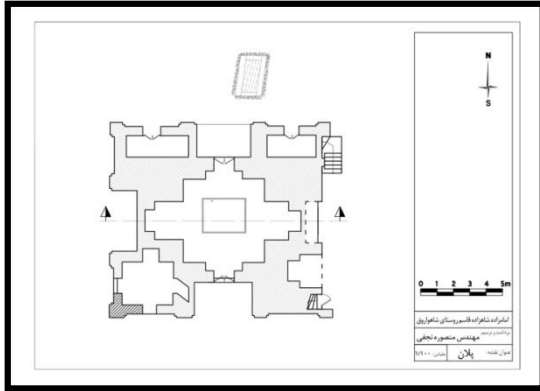 N
S
0 1 2 3 4 5m
امامزاده شاهزاده قاسم روستای شاهواروق
برداشت و ترسیم:
مهندس منصوره نجفی
عنوان نقشه: پلان
مقیاس: ۱/۱۰۰